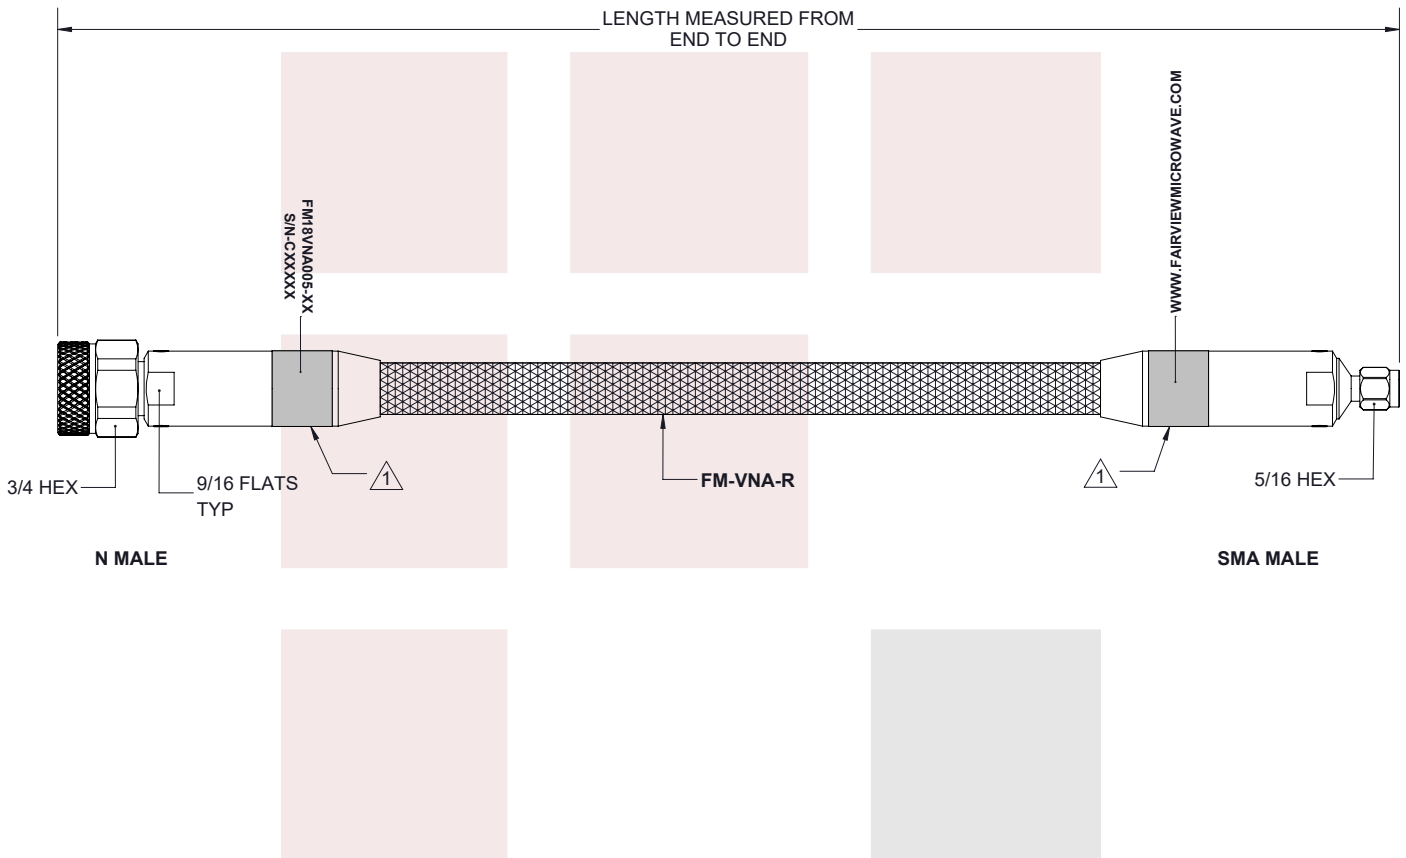 LENGTH MEASURED FROM
END TO END
WWW.FAIRVIEWMICROWAVE.COM
FM18VNA005-XX
S/N-CXXXXX
3/4 HEX
9/16 FLATS
TYP
1
FM-VNA-R
1
5/16 HEX
N MALE
SMA MALE